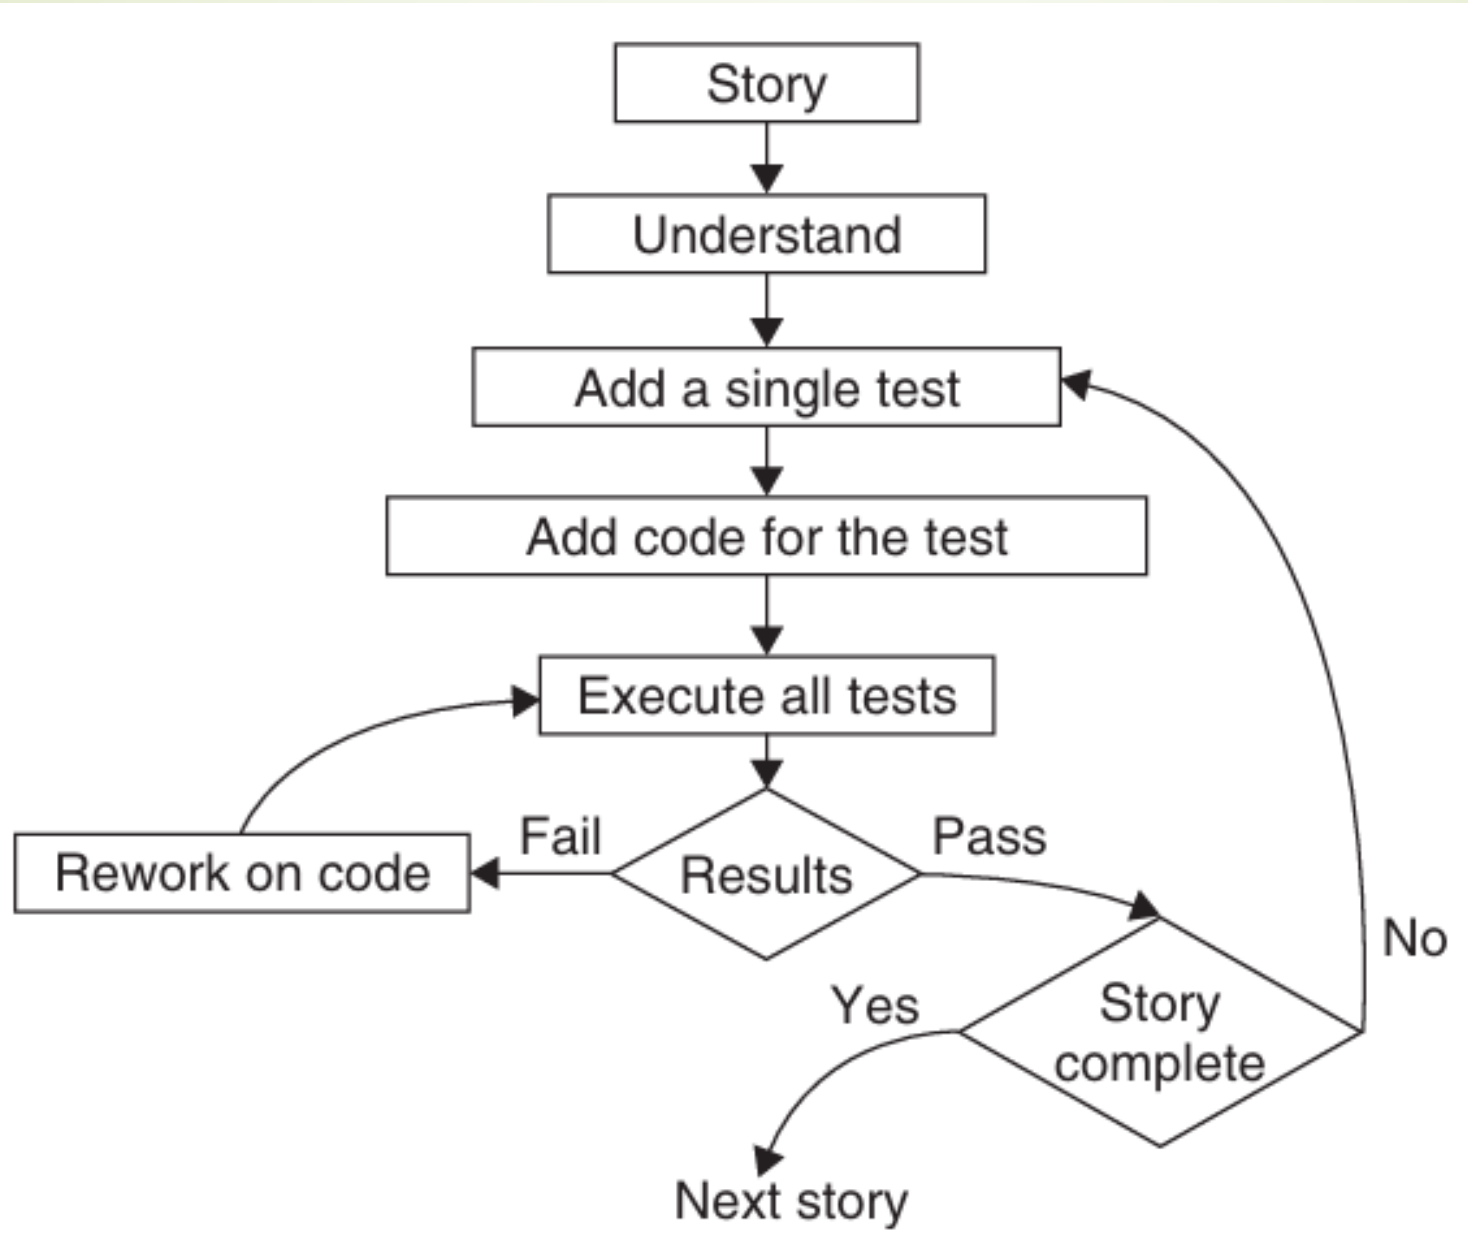 Story
Understand
Add a single test
Add code for the test
Execute all tests
Fail
Pass
Rework on code
Results
No
Yes
Story
complete
Next story